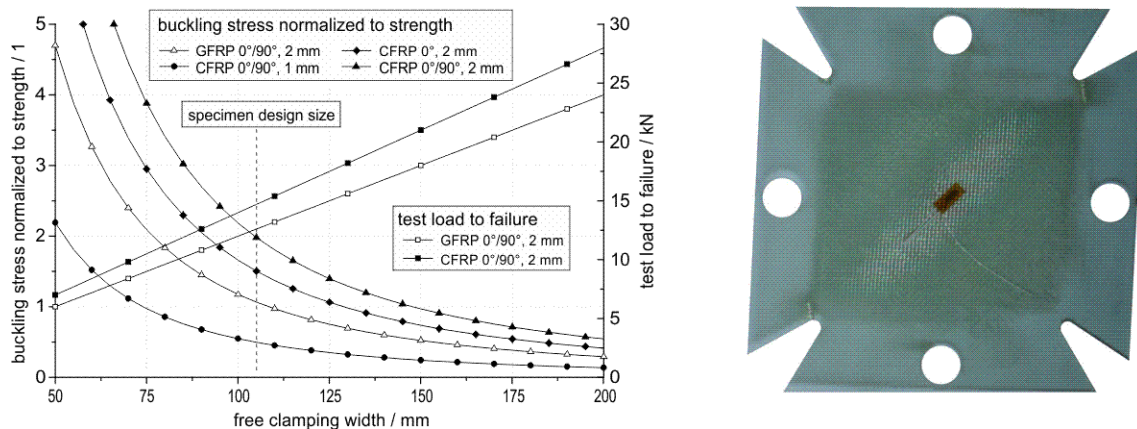 buckling stress normalized to strength
GFRP 0°/90°, 2 mm
CFRP 0°, 2 mm
CFRP 0°/90°, 1 mm
CFRP 0°/90°, 2 mm
specimen design size
test load to failure
GFRP 0°/90°, 2 mm
CFRP 0°/90°, 2 mm
buckling stress normalized to strength / 1
5
4
3
2
1
0
test load to failure / kN
30
25
20
15
10
5
0
50
75
100
125
150
175
200
free clamping width / mm